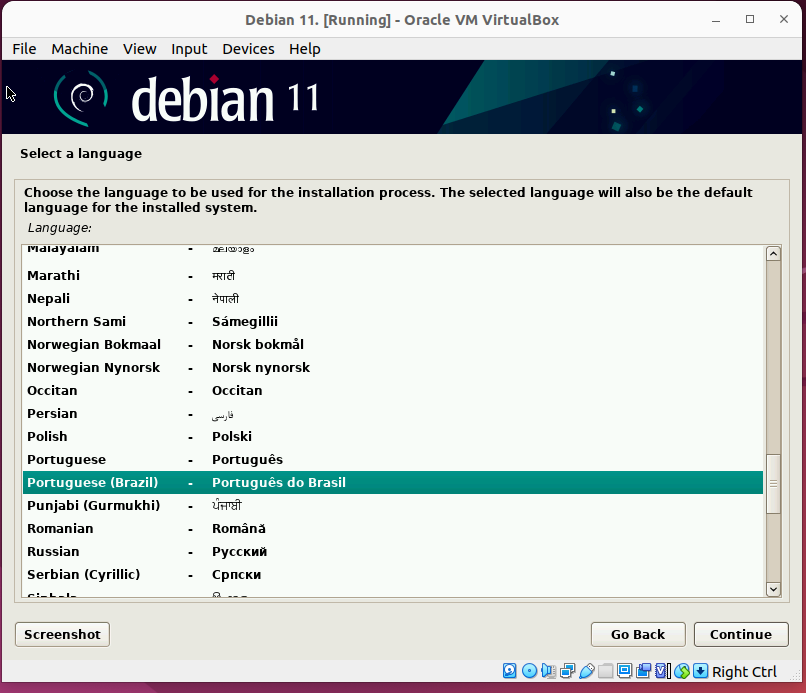 Debian 11. [Running] - Oracle VM VirtualBox
File Machine View Input Devices Help
debian 11
Select a language
Choose the language to be used for the installation process. The selected language will also be the default
language for the installed system.
Language:
Malayalam - മലയാളം
Marathi - मराठी
Nepali - नेपाली
Northern Sami - Sámegillii
Norwegian Bokmaal - Norsk bokmål
Norwegian Nynorsk - Norsk nynorsk
Occitan - Occitan
Persian - فارسی
Polish - Polski
Portuguese - Português
Portuguese (Brazil) - Português do Brasil
Punjabi (Gurmukhi) - ਪੰਜਾਬੀ
Romanian - Română
Russian - Русский
Serbian (Cyrillic) - Српски
Screenshot Go Back Continue
Right Ctrl